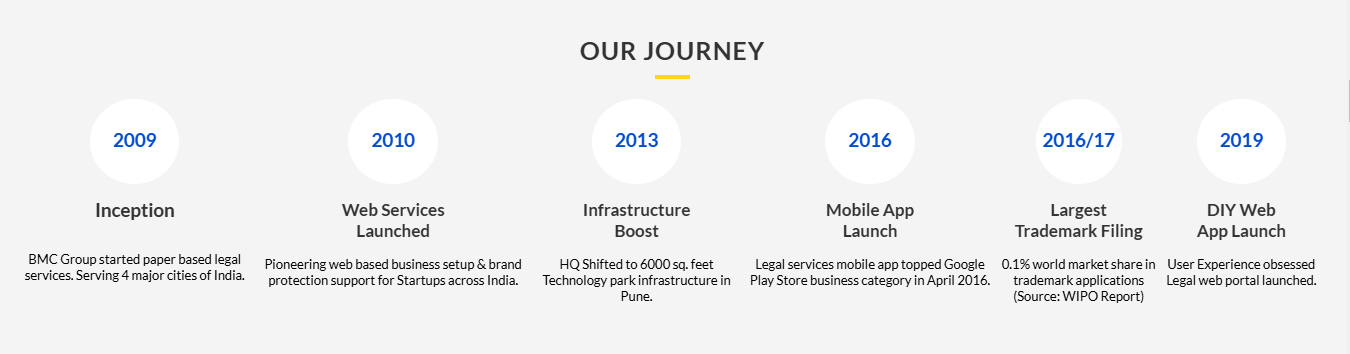 OUR JOURNEY
2009
Inception
BMC Group started paper based legal
services. Serving 4 major cities of India.
2010
Web Services
Launched
Pioneering web based business setup & brand
protection support for Startups across India.
2013
Infrastructure
Boost
HQ Shifted to 6000 sq. feet
Technology park infrastructure in
Pune.
2016
Mobile App
Launch
Legal services mobile app topped Google
Play Store business category in April 2016.
2016/17
Largest
Trademark Filing
0.1% world market share in
trademark applications
(Source: WIPO Report)
2019
DIY Web
App Launch
User Experience obsessed
Legal web portal launched.